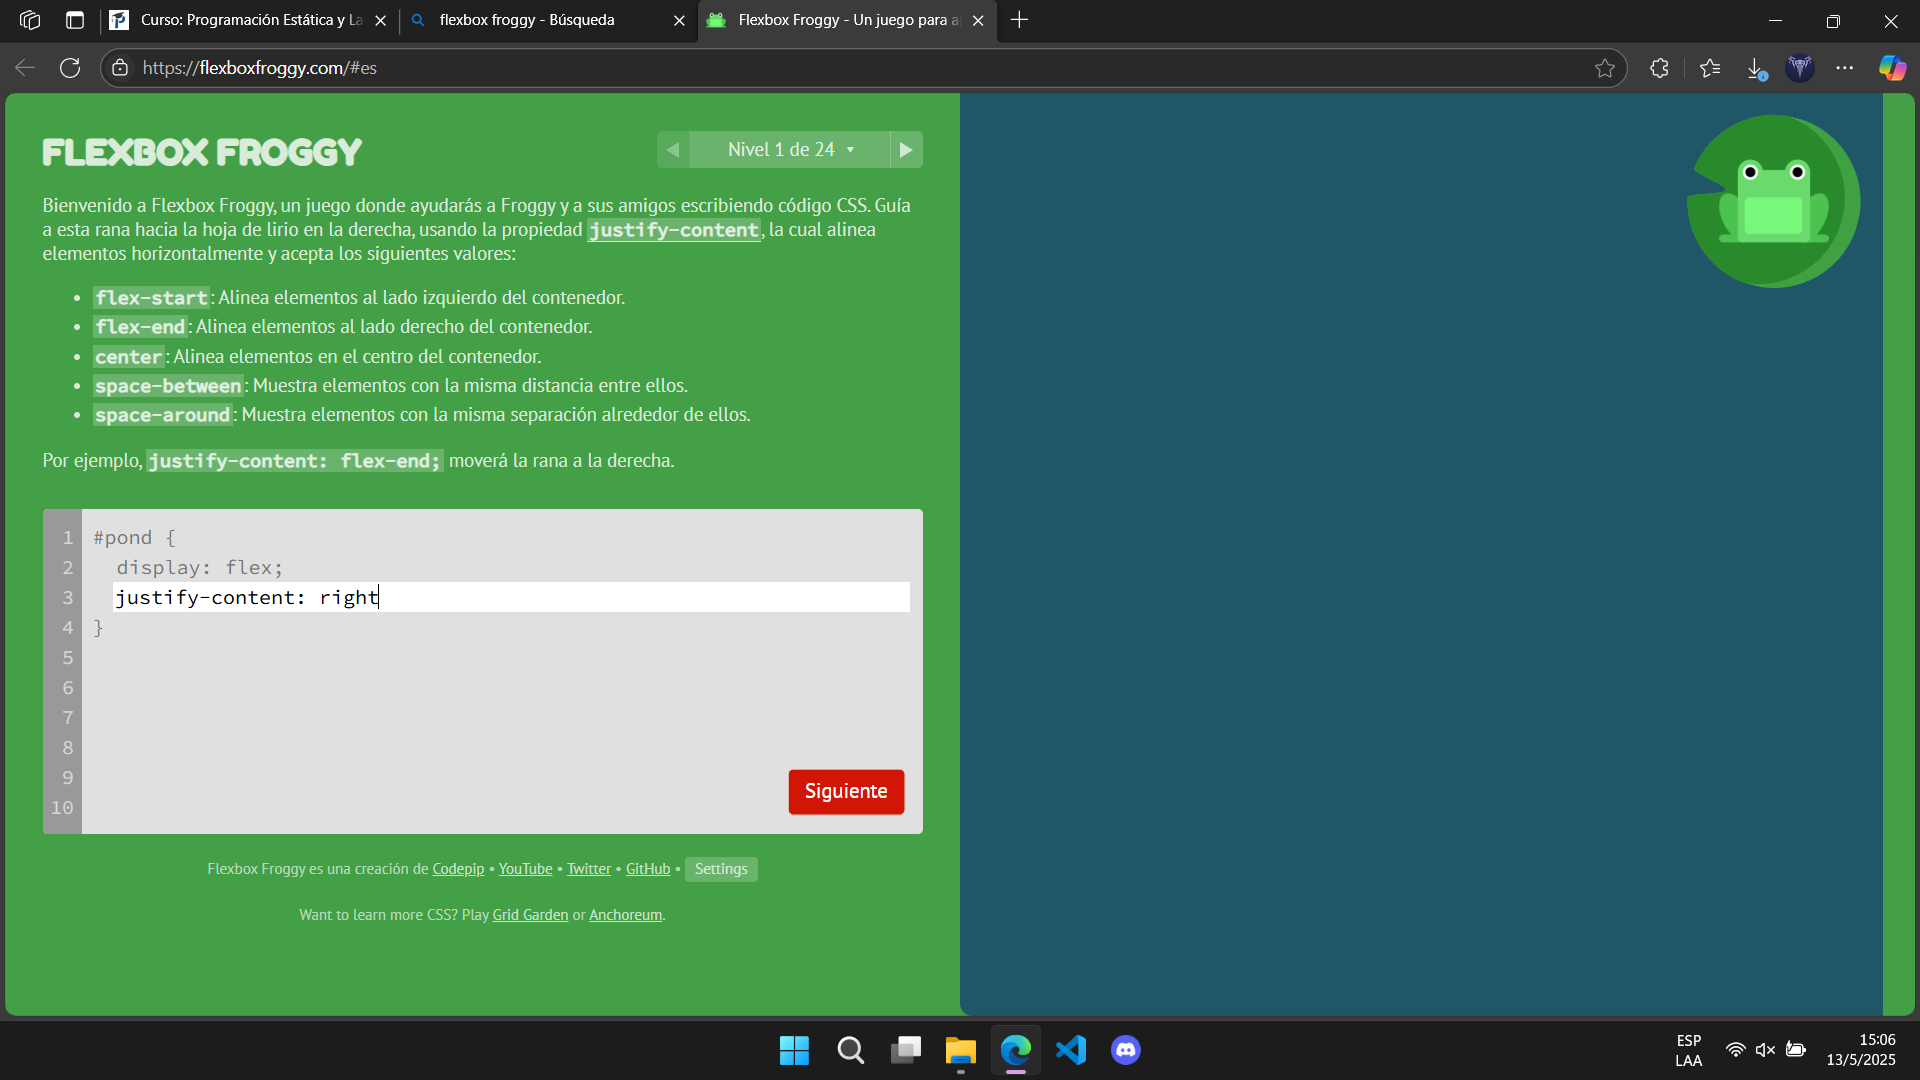 Curso: Programación Estática y La
flexbox froggy - Búsqueda
Flexbox Froggy - Un juego para a
https://flexboxfroggy.com/#es
FLEXBOX FROGGY
Nivel 1 de 24
Bienvenido a Flexbox Froggy, un juego donde ayudarás a Froggy y a sus amigos escribiendo código CSS. Guía
a esta rana hacia la hoja de lirio en la derecha, usando la propiedad justify-content, la cual alinea
elementos horizontalmente y acepta los siguientes valores:
• flex-start: Alinea elementos al lado izquierdo del contenedor.
• flex-end: Alinea elementos al lado derecho del contenedor.
• center: Alinea elementos en el centro del contenedor.
• space-between: Muestra elementos con la misma distancia entre ellos.
• space-around: Muestra elementos con la misma separación alrededor de ellos.
Por ejemplo, justify-content: flex-end; moverá la rana a la derecha.
1 #pond {
2 display: flex;
3 justify-content: right
4 }
5
6
7
8
9
10
Siguiente
Flexbox Froggy es una creación de Codepip • YouTube • Twitter • GitHub • Settings
Want to learn more CSS? Play Grid Garden or Anchoreum.
ESP
LAA
15:06
13/5/2025